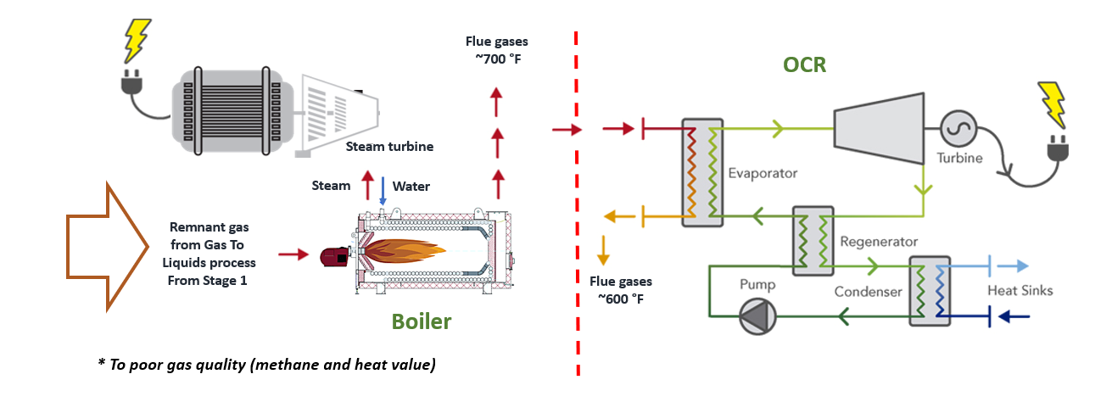 Flue gases
~700 °F
OCR
Steam turbine
Turbine
Evaporator
Steam
Water
Remnant gas
from Gas To
Liquids process
From Stage 1
Regenerator
Flue gases
~600 °F
Pump
Condenser
Heat Sinks
Boiler
* To poor gas quality (methane and heat value)